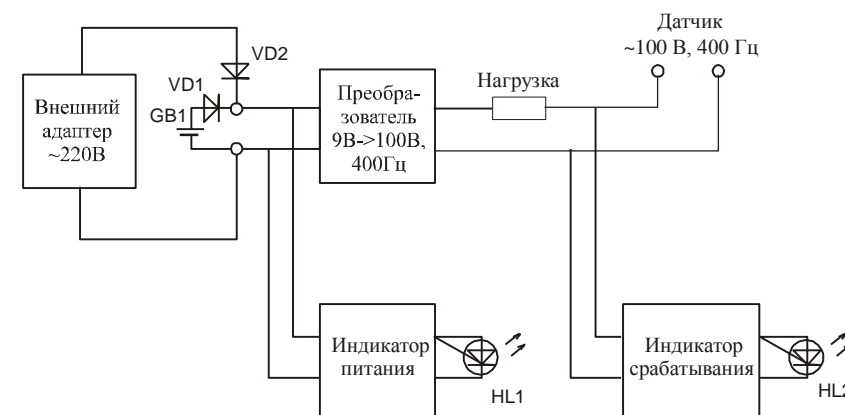 Датчик
~100 В, 400 Гц
VD2
VD1
Нагрузка
GB1
Внешний
адаптер
~220В
Преобра-
зователь
9В->100В,
400Гц
Индикатор
питания
HL1
Индикатор
срабатывания
HL2